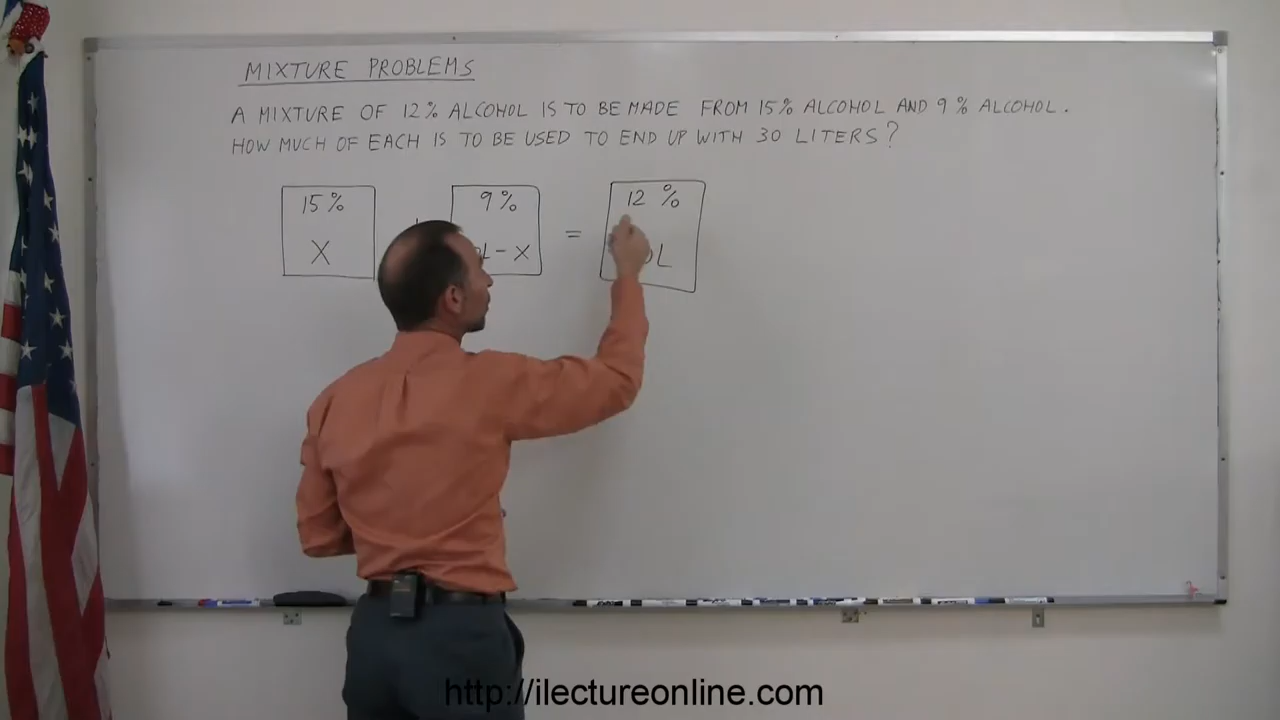 MIXTURE PROBLEMS
A MIXTURE OF 12% ALCOHOL IS TO BE MADE FROM 15% ALCOHOL AND 9% ALCOHOL.
HOW MUCH OF EACH IS TO BE USED TO END UP WITH 30 LITERS?
15% 9% 12%
X L-X = L
http://ilectureonline.com